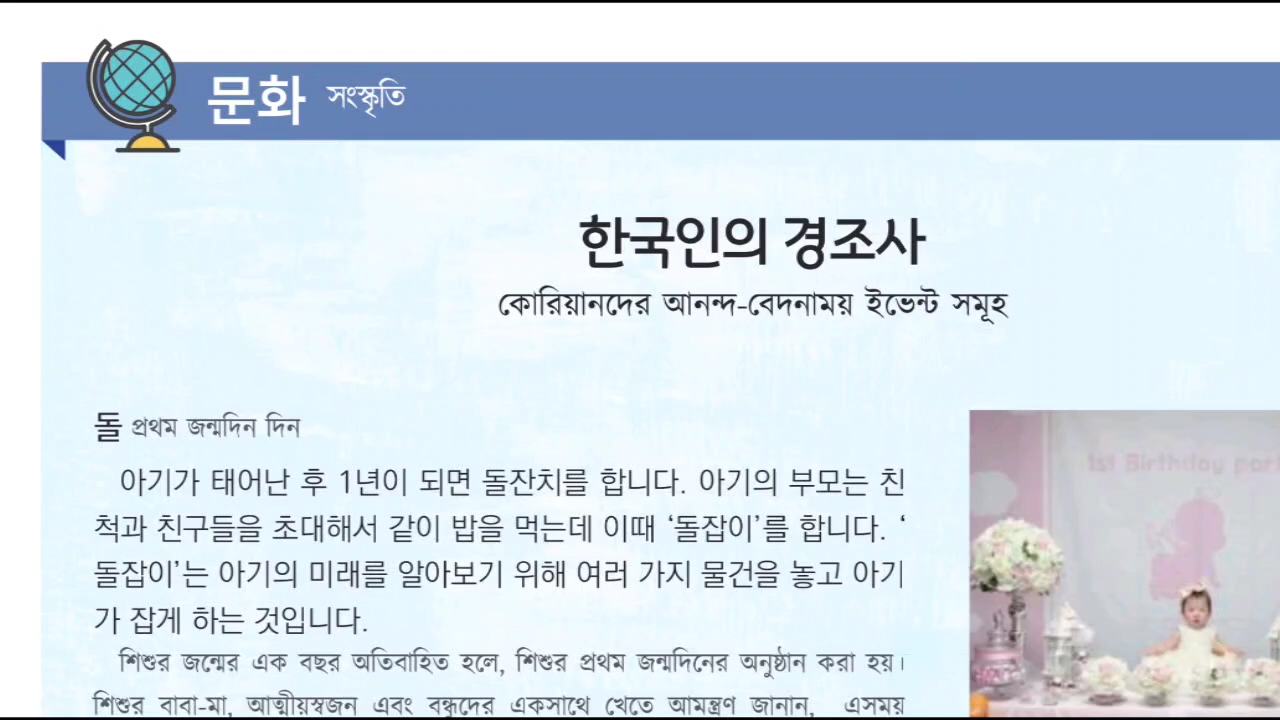 문화 সংস্কৃতি
한국인의 경조사
কোরিয়ানদের আনন্দ-বেদনাময় ইভেন্ট সমূহ
돌 প্রথম জন্মদিন দিন
아기가 태어난 후 1년이 되면 돌잔치를 합니다. 아기의 부모는 친
척과 친구들을 초대해서 같이 밥을 먹는데 이때 ‘돌잡이’를 합니다. ‘
돌잡이’는 아기의 미래를 알아보기 위해 여러 가지 물건을 놓고 아기
가 잡게 하는 것입니다.
শিশুর জন্মের এক বছর অতিবাহিত হলে, শিশুর প্রথম জন্মদিনের অনুষ্ঠান করা হয়।
শিশুর বাবা-মা, আত্মীয়স্বজন এবং বন্ধুদের একসাথে খেতে আমন্ত্রণ জানান, এসময়
1st Birthday part